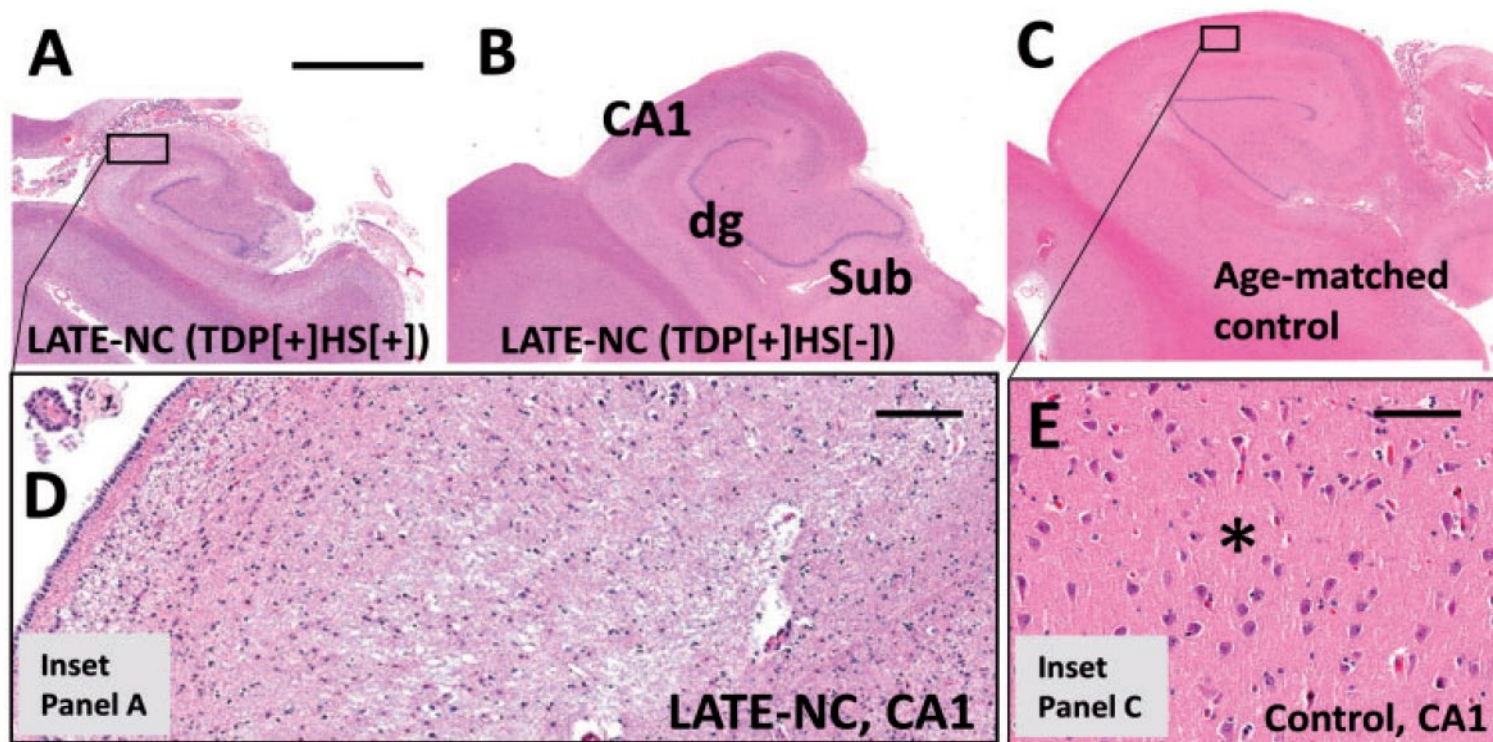 A
B
C
CA1
dg
Sub
LATE-NC (TDP[+]HS[+])
LATE-NC (TDP[+]HS[-])
Age-matched
control
D
Inset
Panel A
LATE-NC, CA1
E
*
Inset
Panel C
Control, CA1